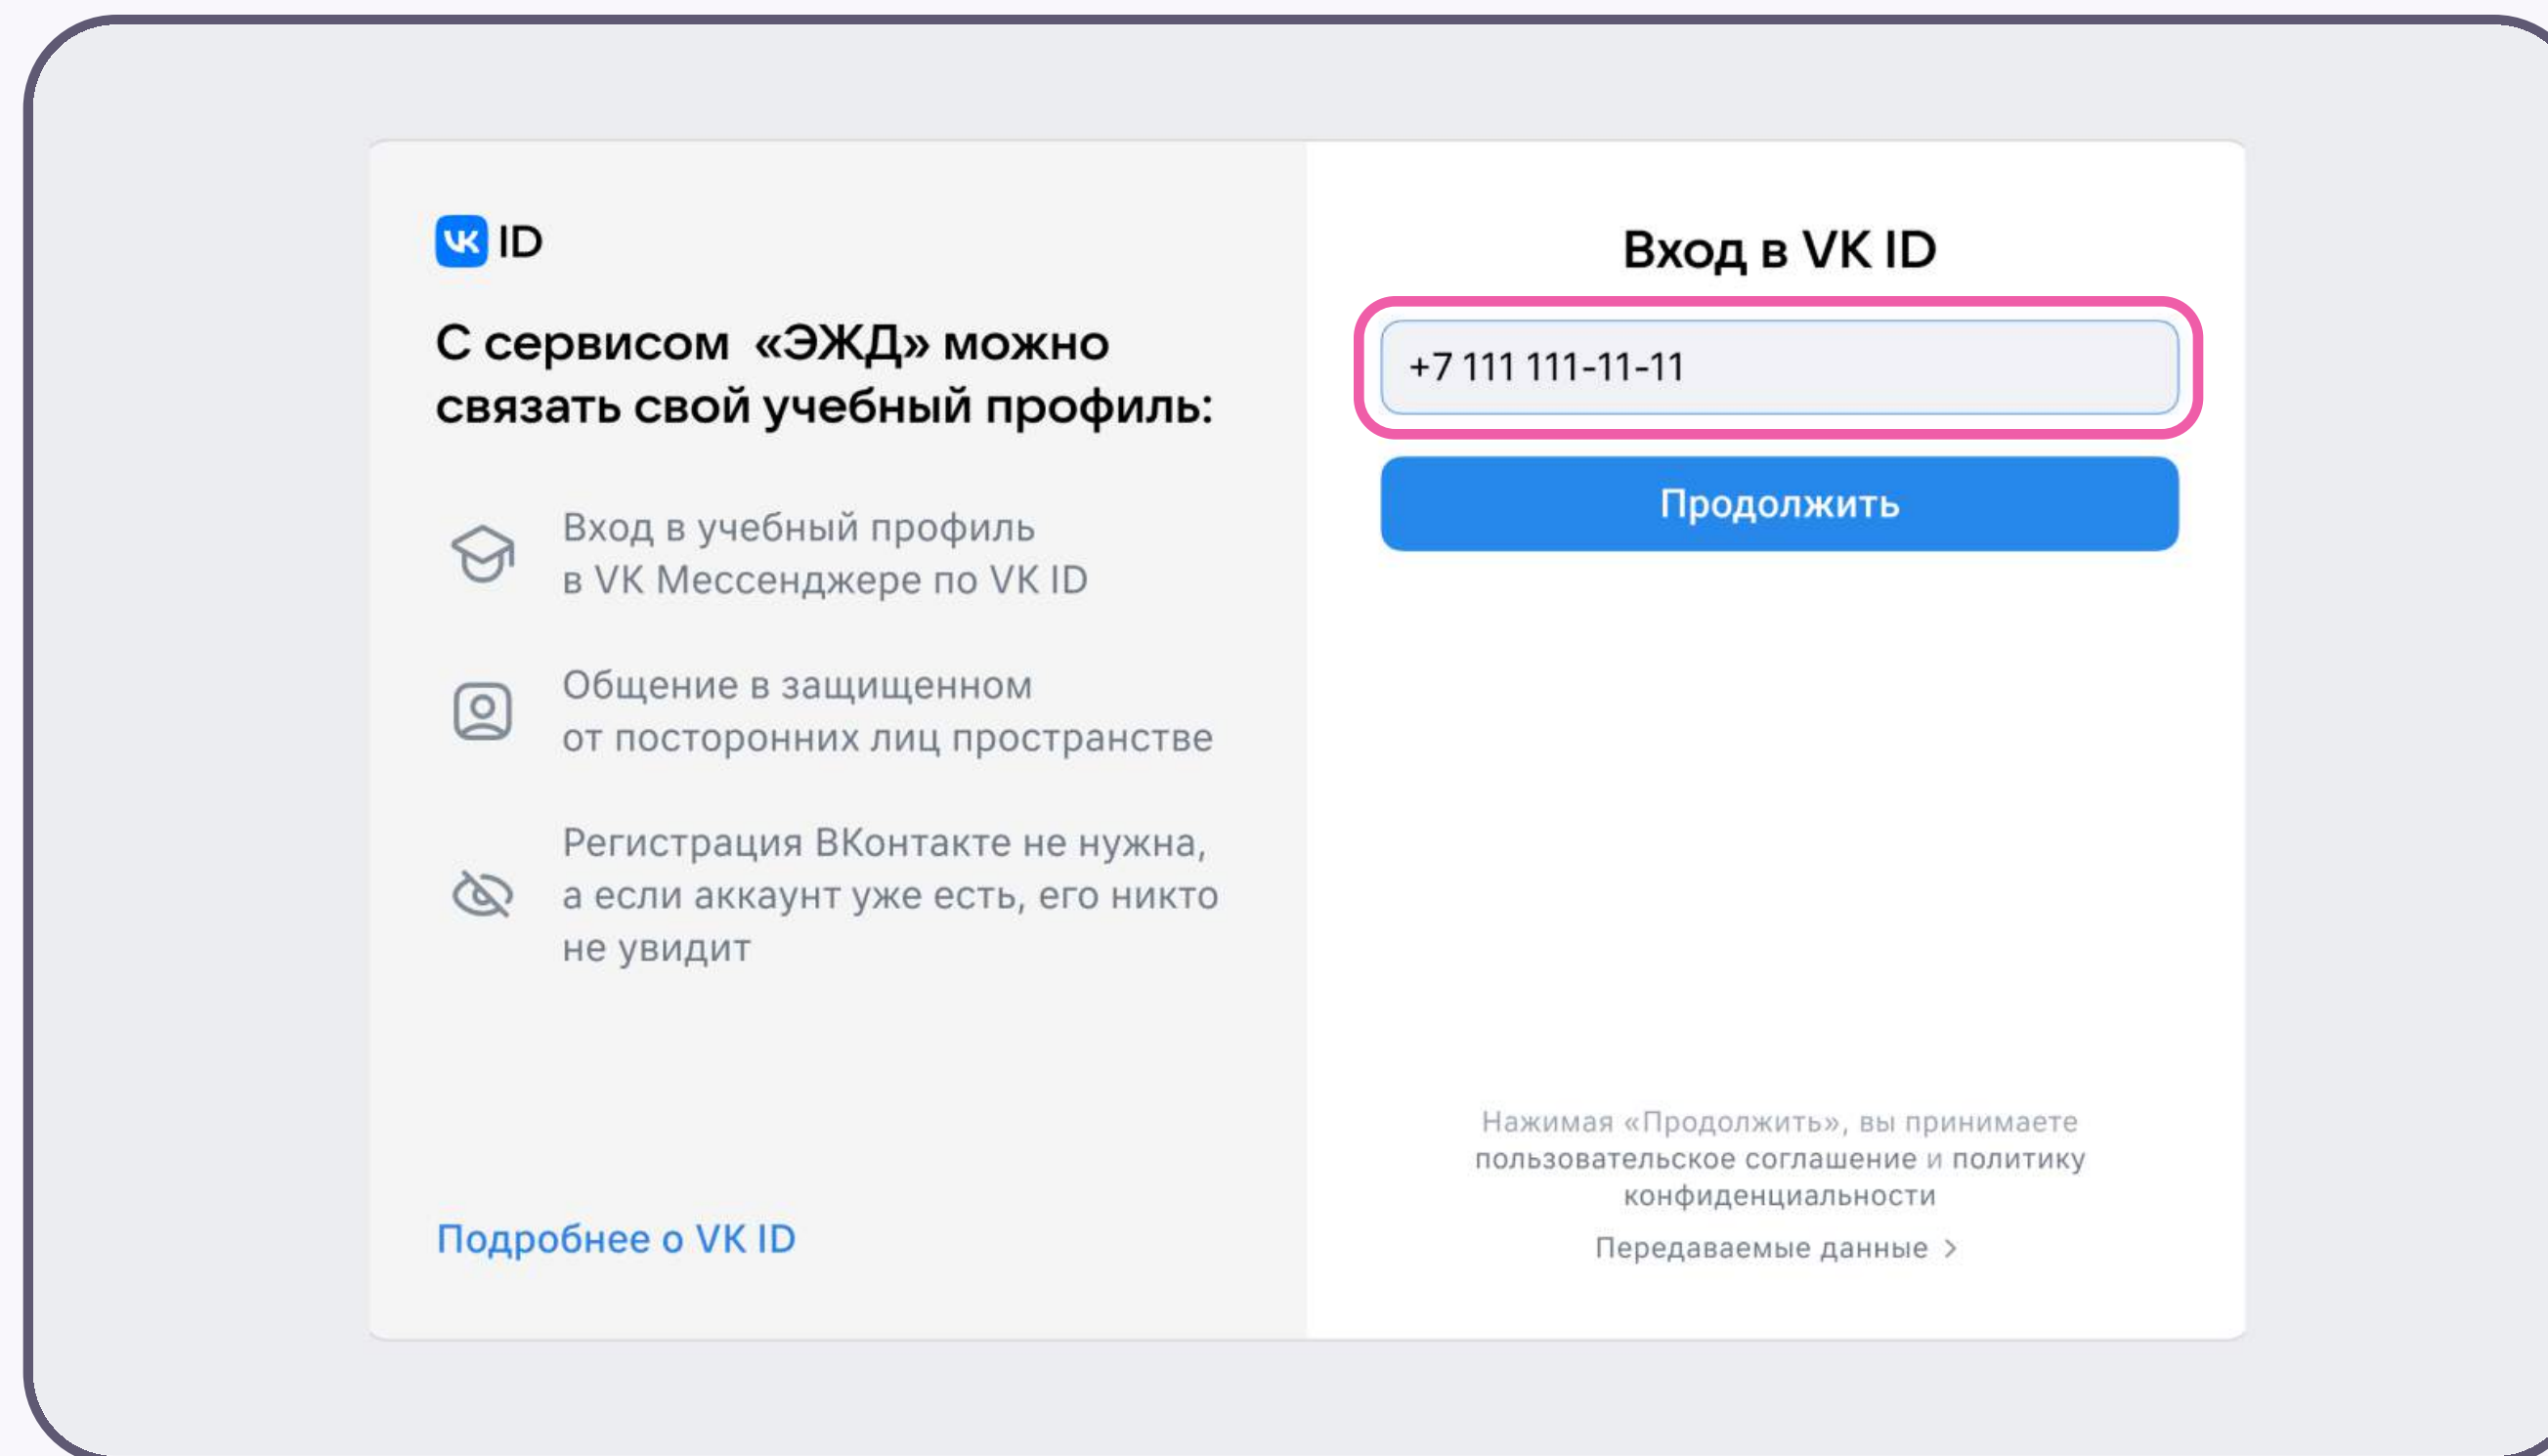 VK ID
С сервисом «ЭЖД» можно
связать свой учебный профиль:
Вход в учебный профиль
в VK Мессенджере по VK ID
Общение в защищенном
от посторонних лиц пространстве
Регистрация ВКонтакте не нужна,
а если аккаунт уже есть, его никто
не увидит
Подробнее о VK ID
Вход в VK ID
+7 111 111-11-11
Продолжить
Нажимая «Продолжить», вы принимаете
пользовательское соглашение и политику
конфиденциальности
Передаваемые данные >